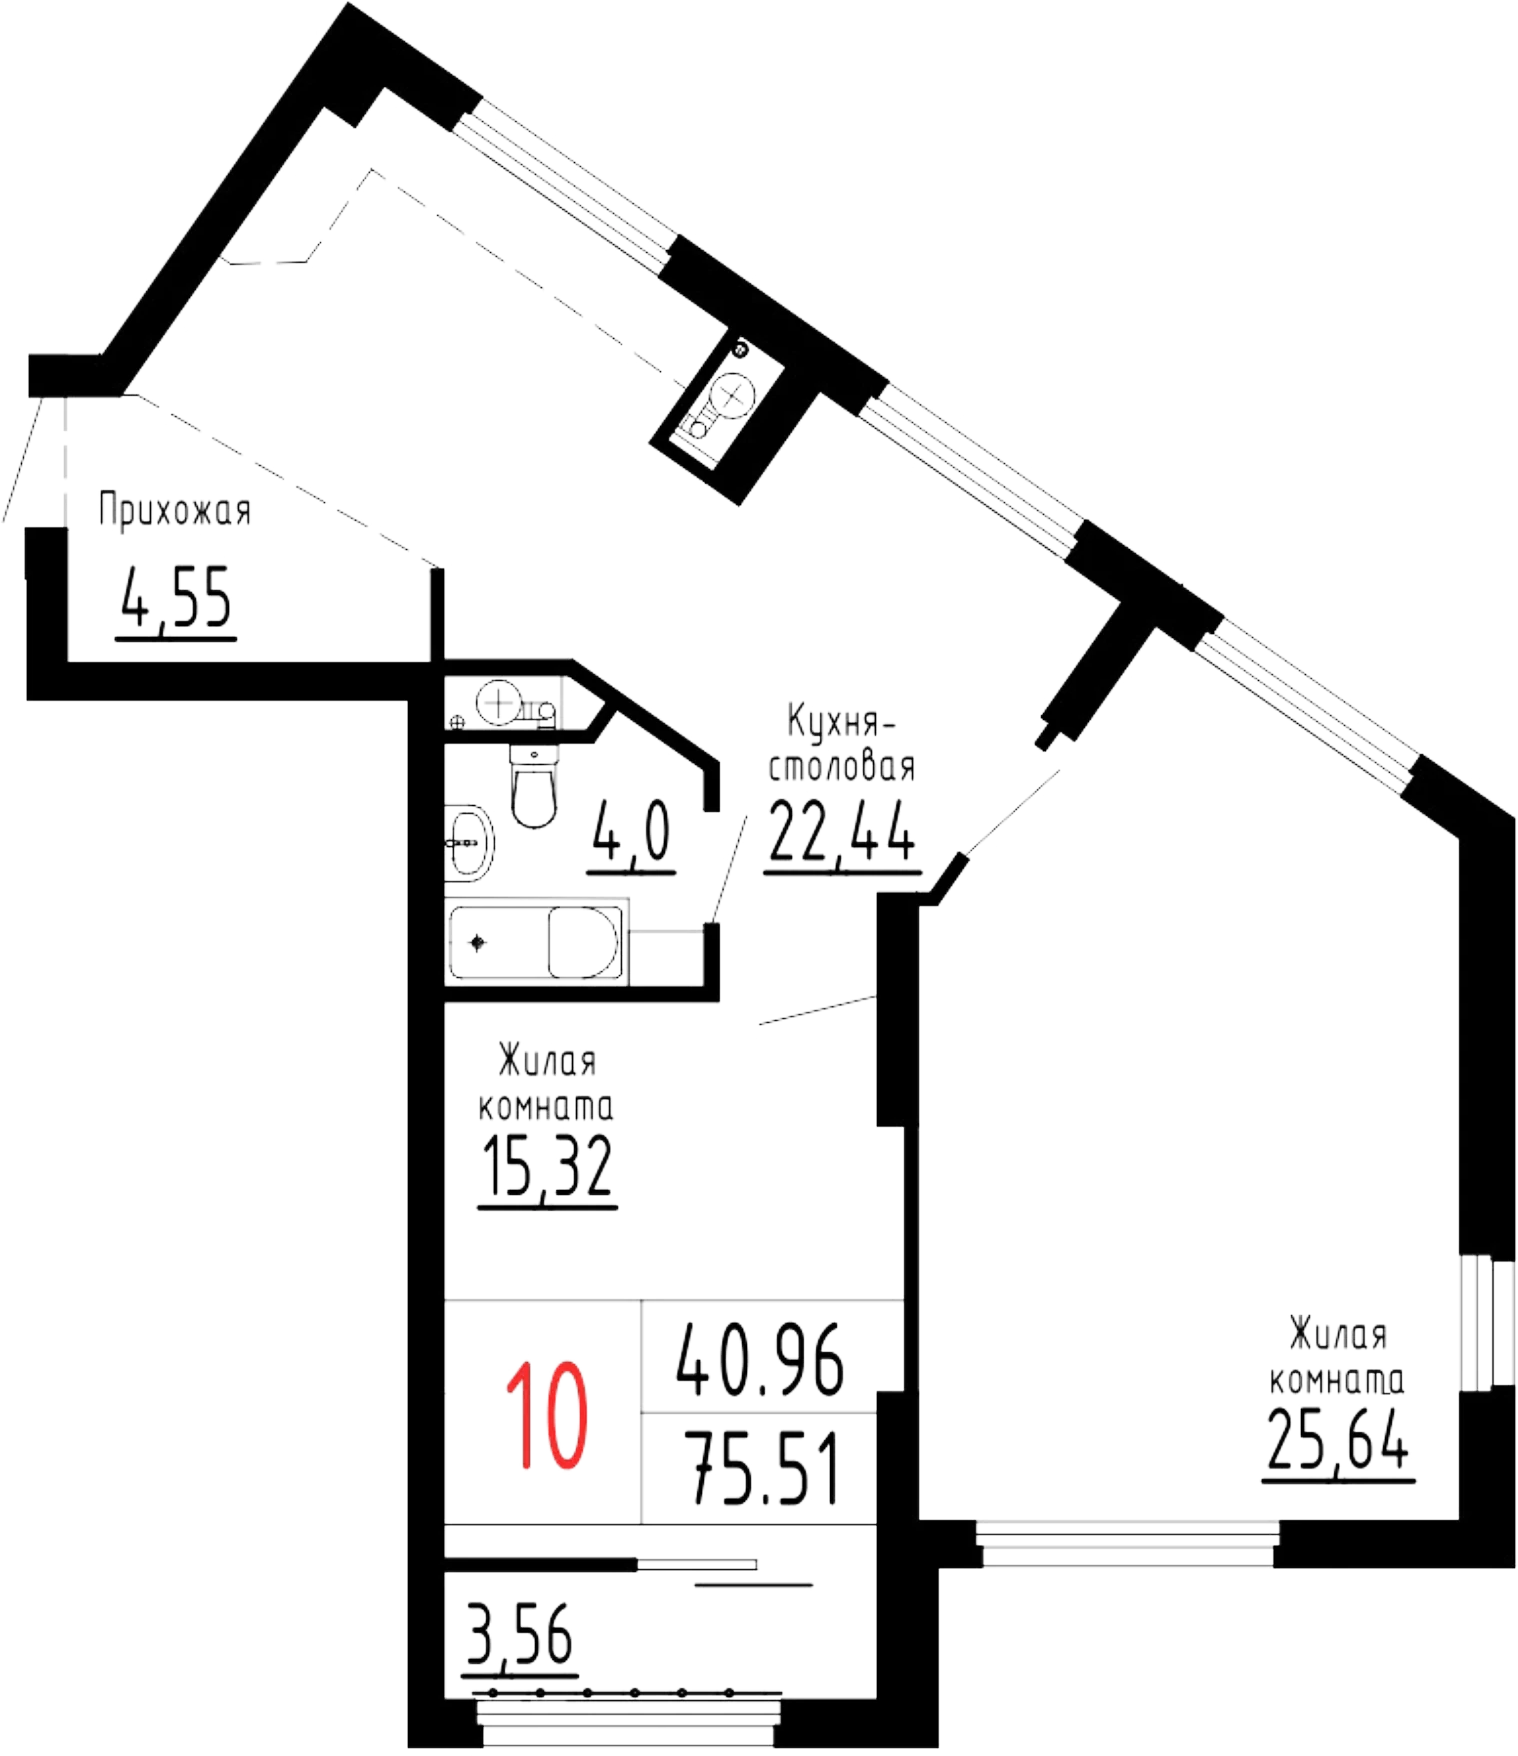 Прихожая
4,55
Кухня-
столовая
22,44
4,0
Жилая
комната
15,32
10
40.96
75.51
Жилая
комната
25,64
3,56